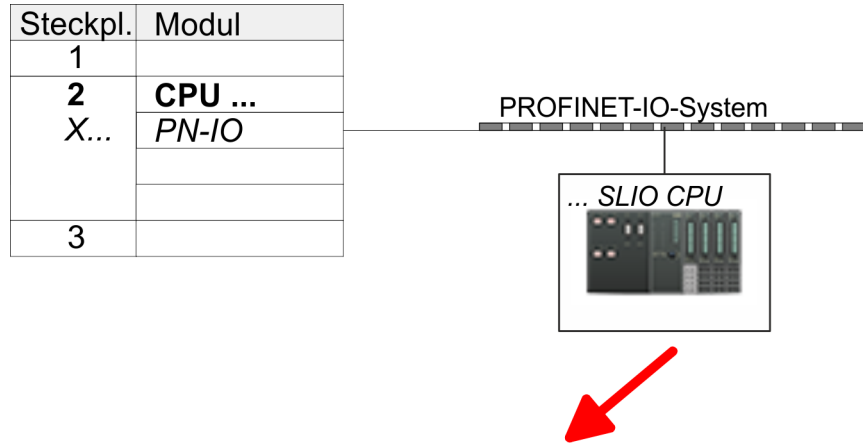 Steckpl. Modul
1
2 CPU ...
X... PN-IO
3
PROFINET-IO-System
... SLIO CPU